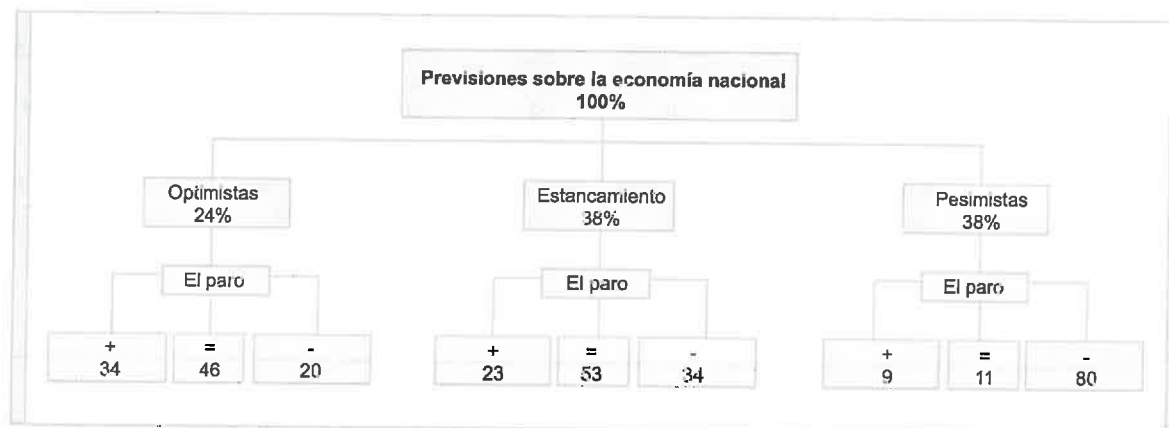 Previsiones sobre la economía nacional
100%
Optimistas
24%
Estancamiento
38%
Pesimistas
38%
El paro
El paro
El paro
+ = -
34 46 20
+ = -
23 53 34
+ = -
9 11 80